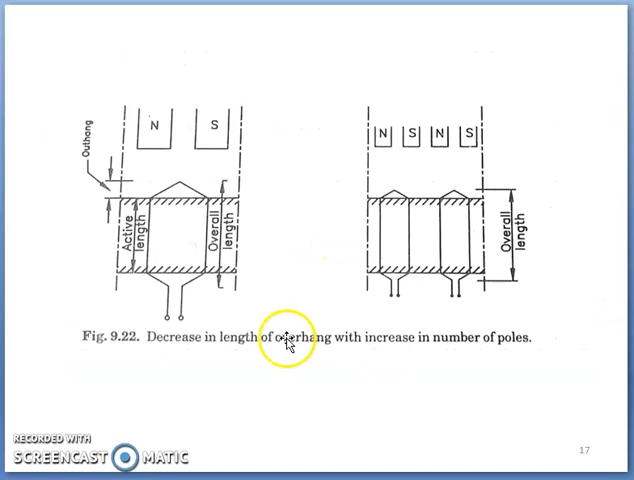 Outhang
N S
Active length
Overall length
N S N S
Overall length
Fig. 9.22. Decrease in length of overhang with increase in number of poles.
RECORDED WITH
SCREENCAST MATIC
17